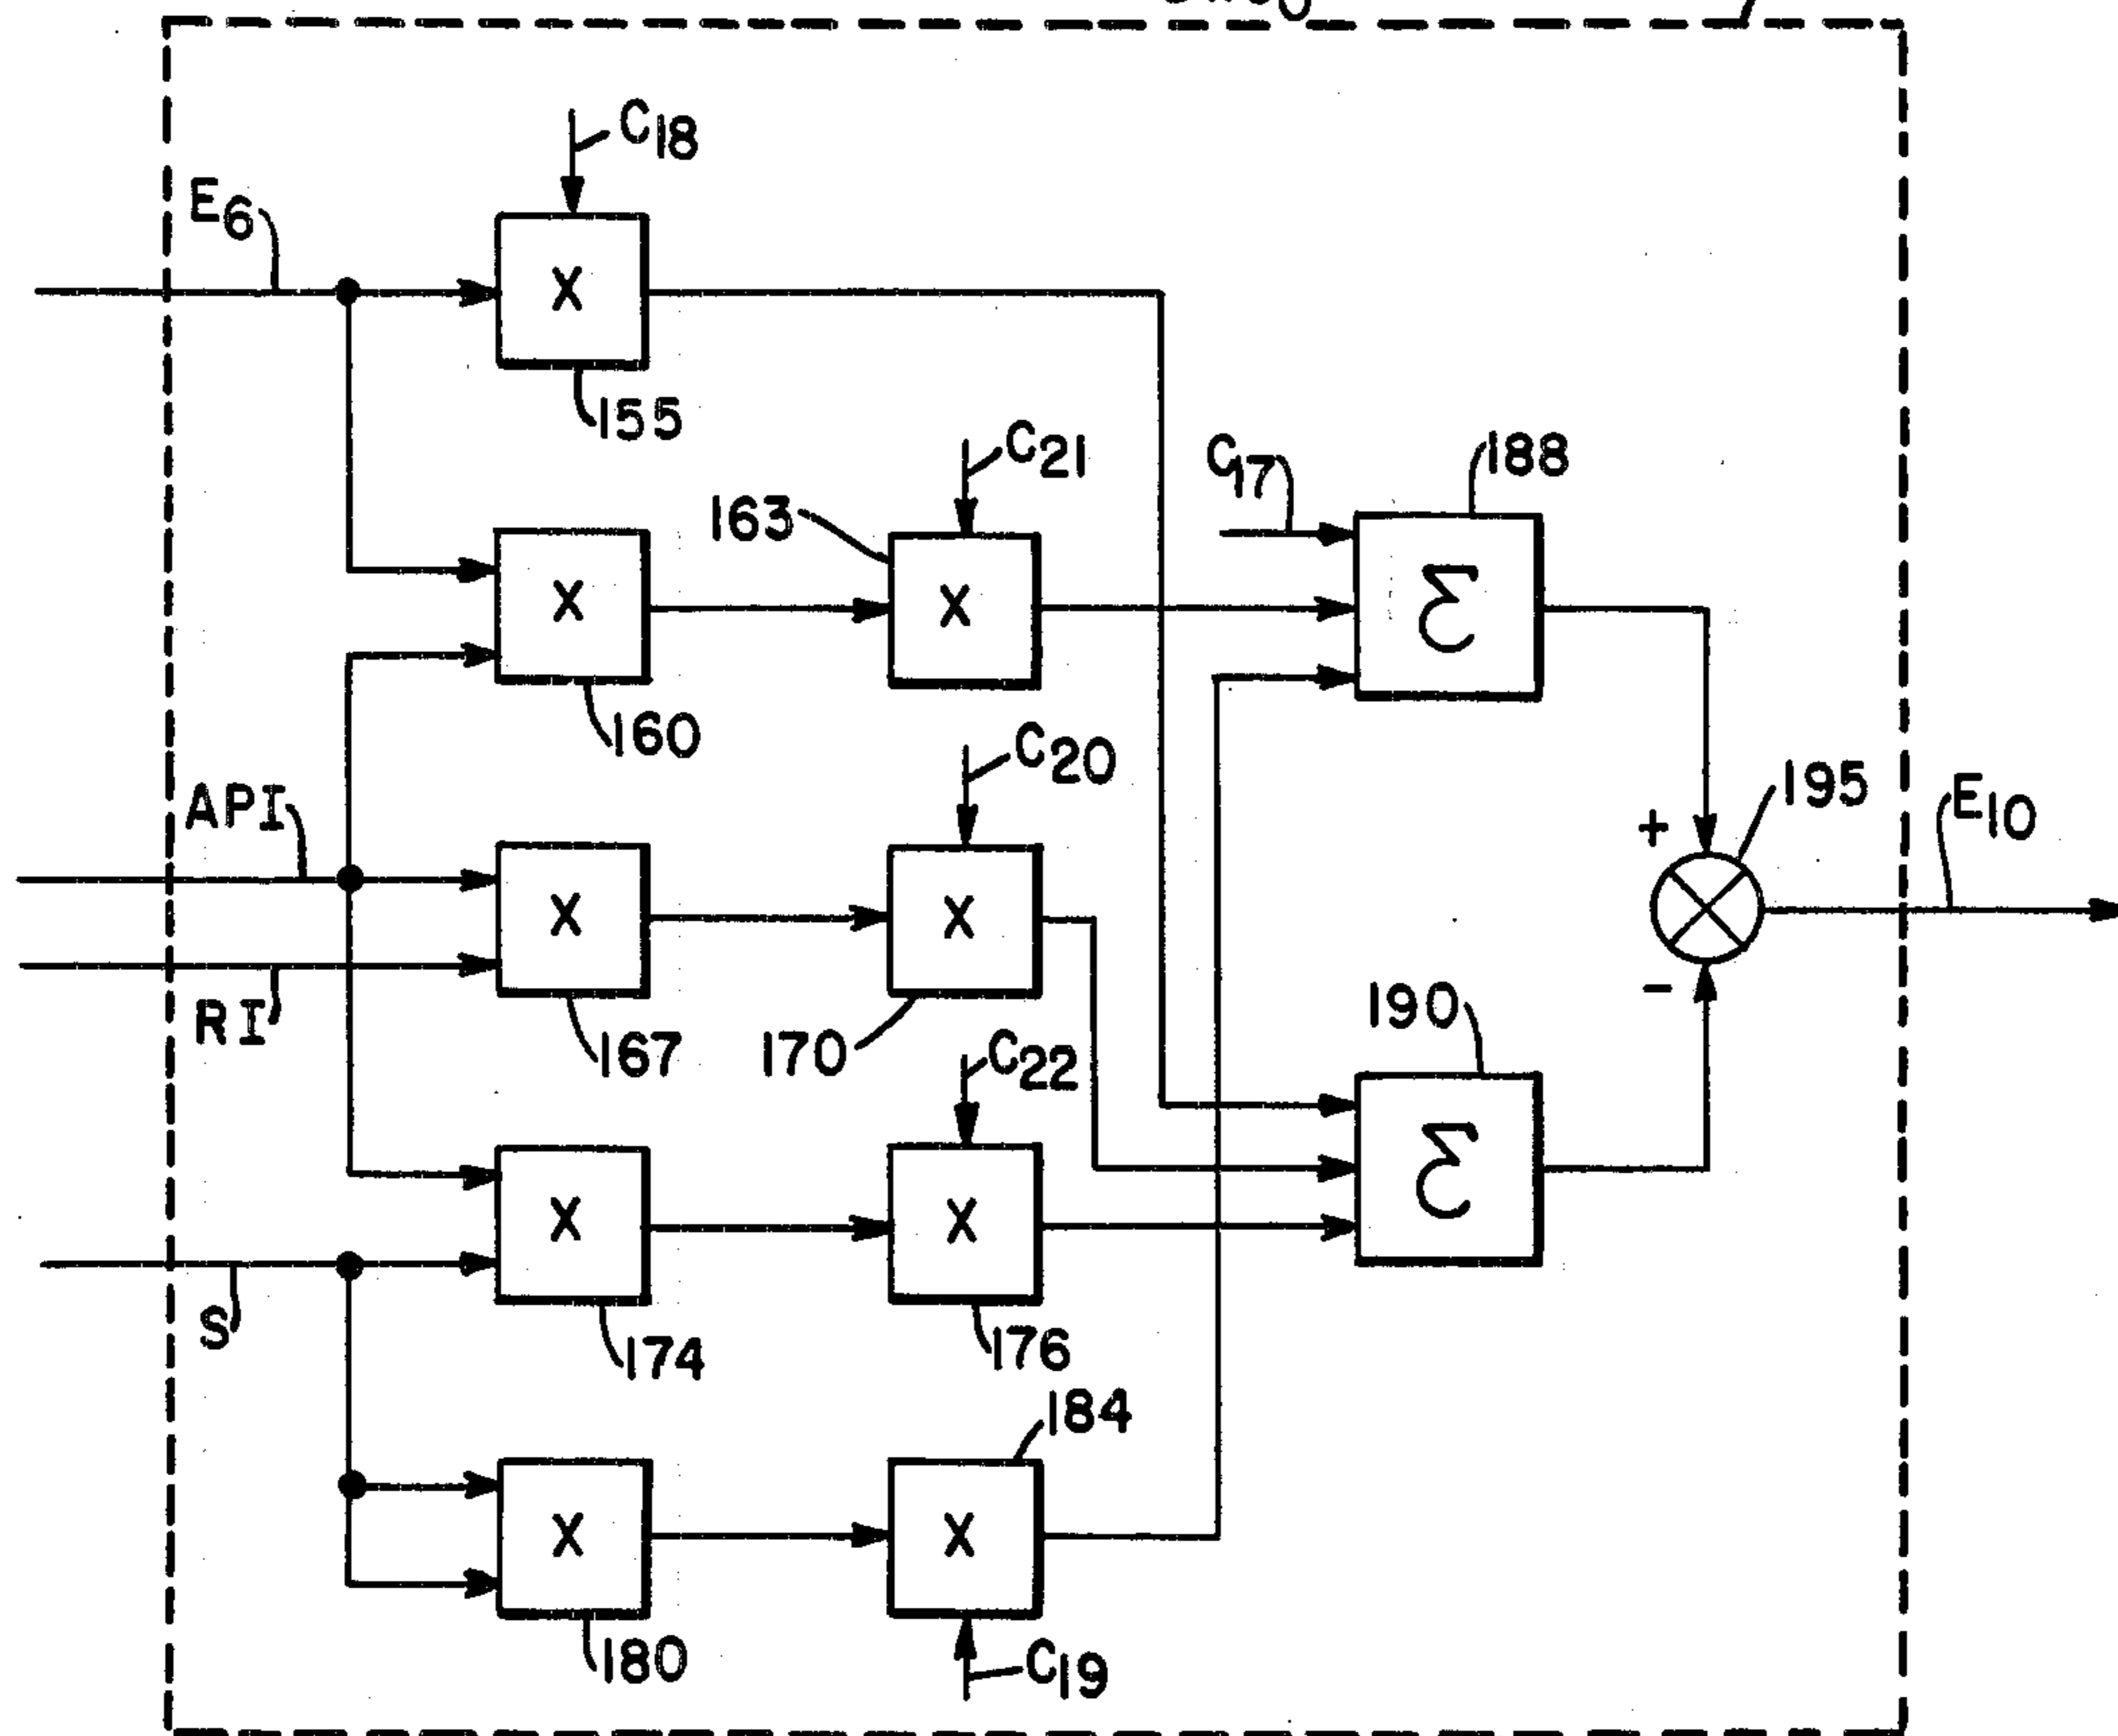 C18
E6
X
155
C21
C17
188
163
X
X
Σ
160
C20
API
195
E10
+
X
X
RI
190
-
167
170
C22
Σ
X
X
S
174
176
184
X
X
180
C19